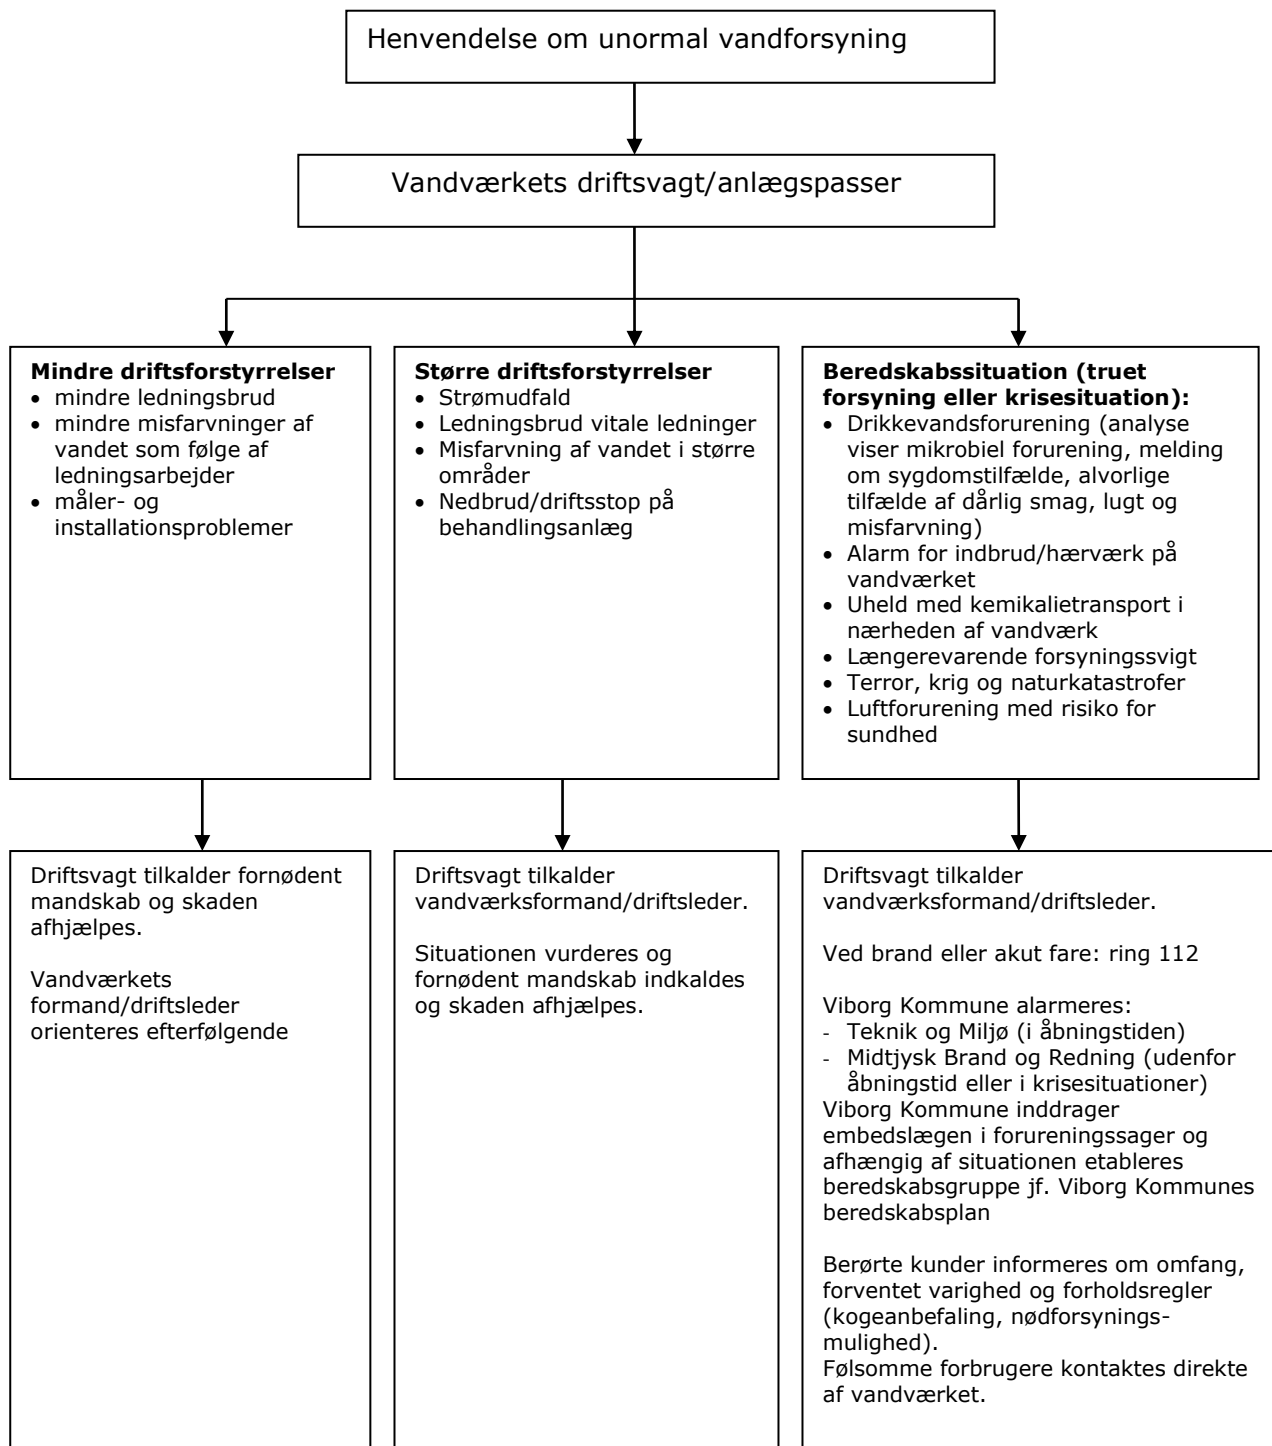 Henvendelse om unormal vandforsyning
Vandværkets driftsvagt/anlægspasser
Mindre driftsforstyrrelser
• mindre ledningsbrud
• mindre misfarvninger af
vandet som følge af
ledningsarbejder
• måler- og
installationsproblemer
Større driftsforstyrrelser
• Strømudfald
• Ledningsbrud vitale ledninger
• Misfarvning af vandet i større
områder
• Nedbrud/driftsstop på
behandlingsanlæg
Beredskabssituation (truet
forsyning eller krisesituation):
• Drikkevandsforurening (analyse
viser mikrobiel forurening, melding
om sygdomstilfælde, alvorlige
tilfælde af dårlig smag, lugt og
misfarvning)
• Alarm for indbrud/hærværk på
vandværket
• Uheld med kemikalietransport i
nærheden af vandværk
• Længerevarende forsyningssvigt
• Terror, krig og naturkatastrofer
• Luftforurening med risiko for
sundhed
Driftsvagt tilkalder fornødent
mandskab og skaden
afhjælpes.
Vandværkets
formand/driftsleder
orienteres efterfølgende
Driftsvagt tilkalder
vandværksformand/driftsleder.
Situationen vurderes og
fornødent mandskab indkaldes
og skaden afhjælpes.
Driftsvagt tilkalder
vandværksformand/driftsleder.
Ved brand eller akut fare: ring 112
Viborg Kommune alarmeres:
- Teknik og Miljø (i åbningstiden)
- Midtjysk Brand og Redning (udenfor
åbningstid eller i krisesituationer)
Viborg Kommune inddrager
embedslægen i forureningssager og
afhængig af situationen etableres
beredskabsgruppe jf. Viborg Kommunes
beredskabsplan
Berørte kunder informeres om omfang,
forventet varighed og forholdsregler
(kogeanbefaling, nødforsynings-
mulighed).
Følsomme forbrugere kontaktes direkte
af vandværket.